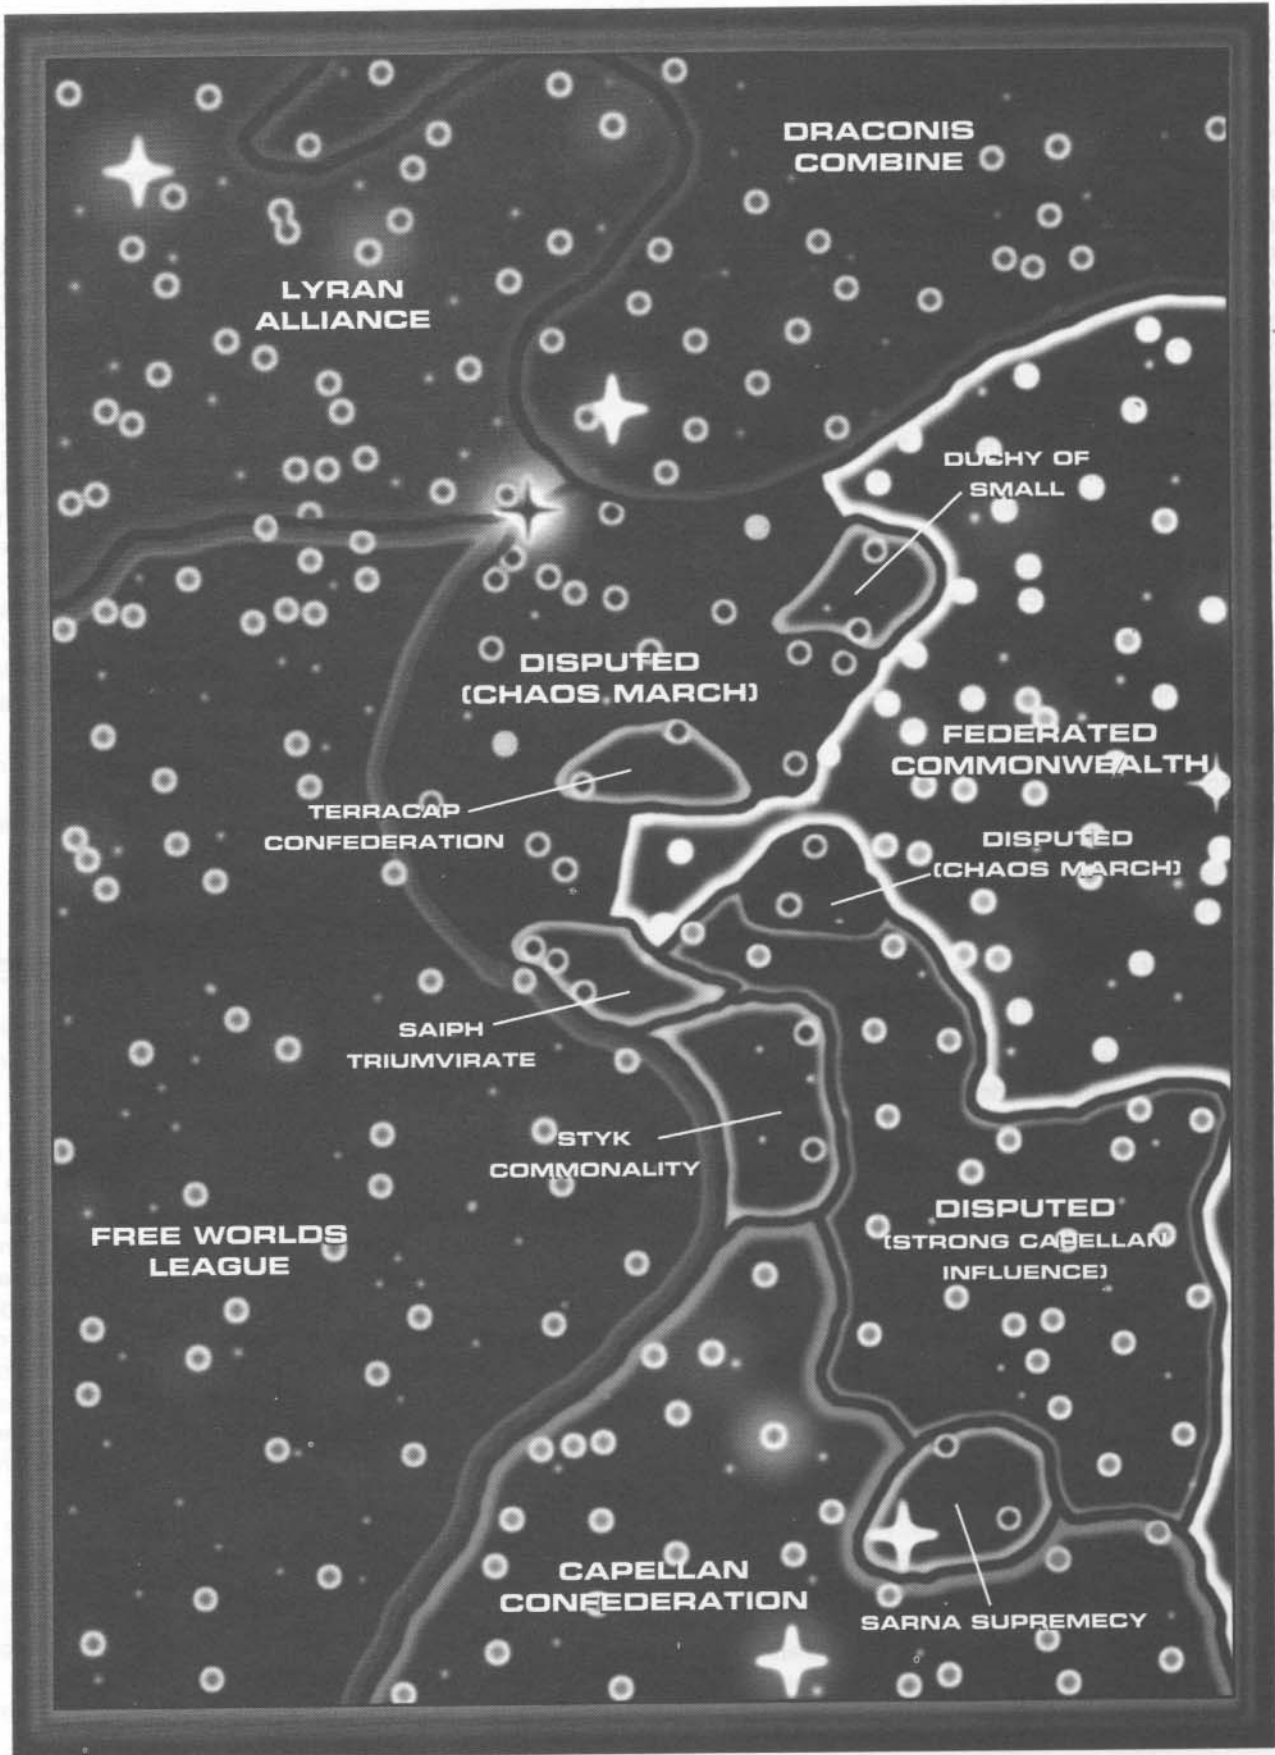 DRACONIS
COMBINE
LYRAN
ALLIANCE
DUCHY OF
SMALL
DISPUTED
(CHAOS MARCH)
FEDERATED
COMMONWEALTH
TERRACAP
CONFEDERATION
DISPUTED
(CHAOS MARCH)
SAIPH
TRIUMVIRATE
STYK
COMMONALITY
FREE WORLDS
LEAGUE
DISPUTED
(STRONG CAPELLAN
INFLUENCE)
CAPELLAN
CONFEDERATION
SARNA SUPREMECY